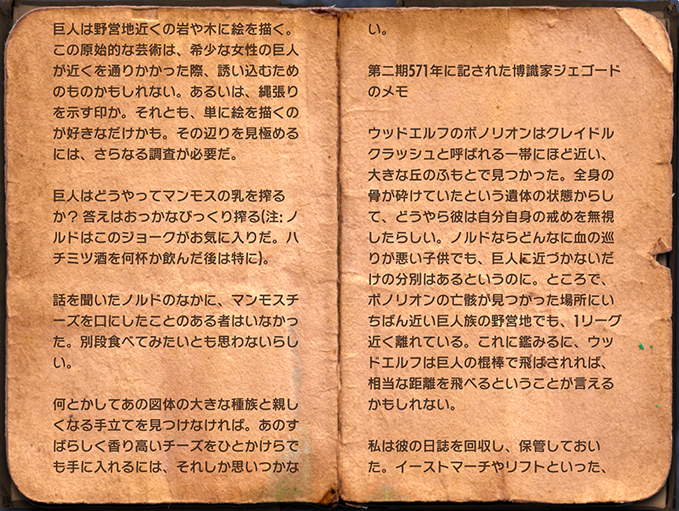 巨人は野営地近くの岩や木に絵を描く。
この原始的な芸術は、希少な女性の巨人
が近くを通りかかった際、誘い込むため
のものかもしれない。あるいは、縄張り
を示す印か。それとも、単に絵を描くの
が好きなだけかも。その辺りを見極める
には、さらなる調査が必要だ。
巨人はどうやってマンモスの乳を搾る
か? 答えはおっかなびっくり搾る(注: ノ
ルドはこのジョークがお気に入りだ。ハ
チミツ酒を何杯か飲んだ後は特に)。
話を聞いたノルドのなかに、マンモスチ
ーズを口にしたことのある者はいなかっ
た。別段食べてみたいとも思わないらし
い。
何とかしてあの図体の大きな種族と親し
くなる手立てを見つけなければ。あのす
ばらしく香り高いチーズをひとかけらで
も手に入れるには、それしか思いつかな
い。
第二期571年に記された博識家ジェゴード
のメモ
ウッドエルフのボノリオンはクレイドル
クラッシュと呼ばれる一帯にほど近い、
大きな丘のふもとで見つかった。全身の
骨が砕けていたという遺体の状態からし
て、どうやら彼は自分自身の戒めを無視
したらしい。ノルドならどんなに血の巡
りが悪い子供でも、巨人に近づかないだ
けの分別はあるというのに。ところで、
ボノリオンの亡骸が見つかった場所にい
ちばん近い巨人族の野営地でも、1リーグ
近く離れている。これに鑑みるに、ウッ
ドエルフは巨人の棍棒で飛ばされれば、
相当な距離を飛べるということが言える
かもしれない。
私は彼の日誌を回収し、保管しておい
た。イーストマーチやリフトといった、